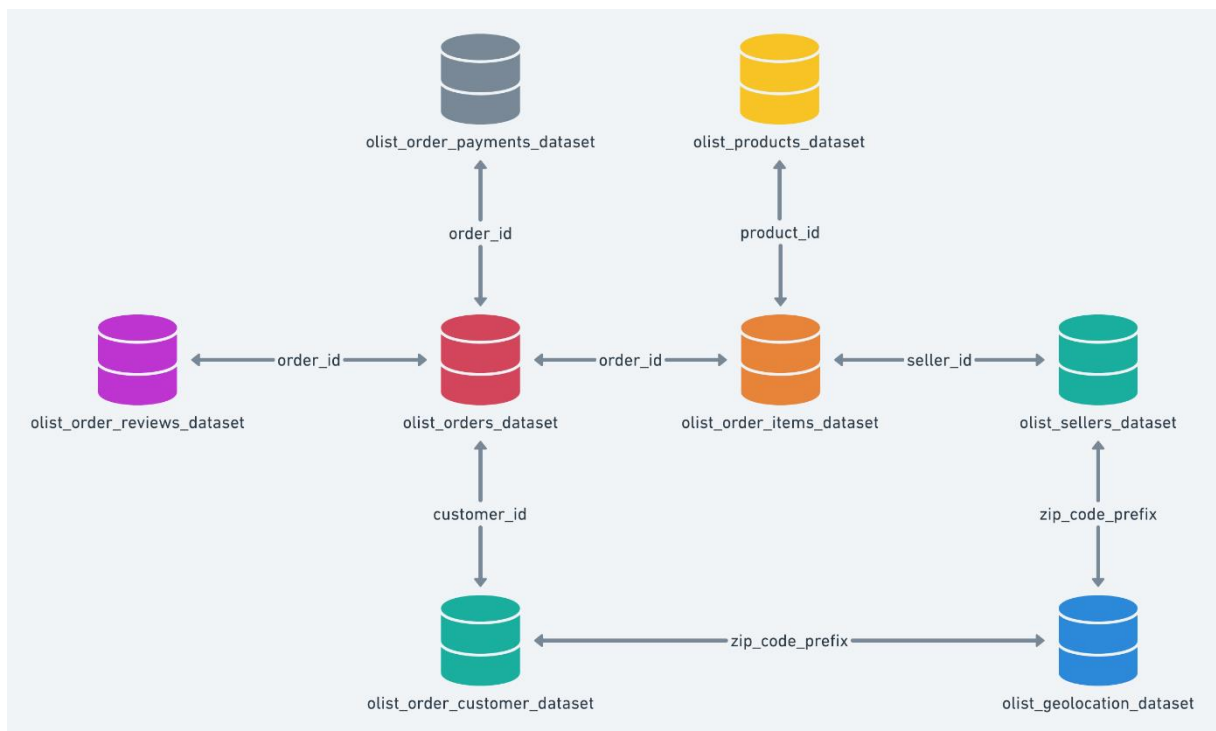 olist_order_payments_dataset
olist_products_dataset
order_id
product_id
order_id
order_id
seller_id
olist_order_reviews_dataset
olist_orders_dataset
olist_order_items_dataset
olist_sellers_dataset
customer_id
zip_code_prefix
zip_code_prefix
olist_order_customer_dataset
olist_geolocation_dataset